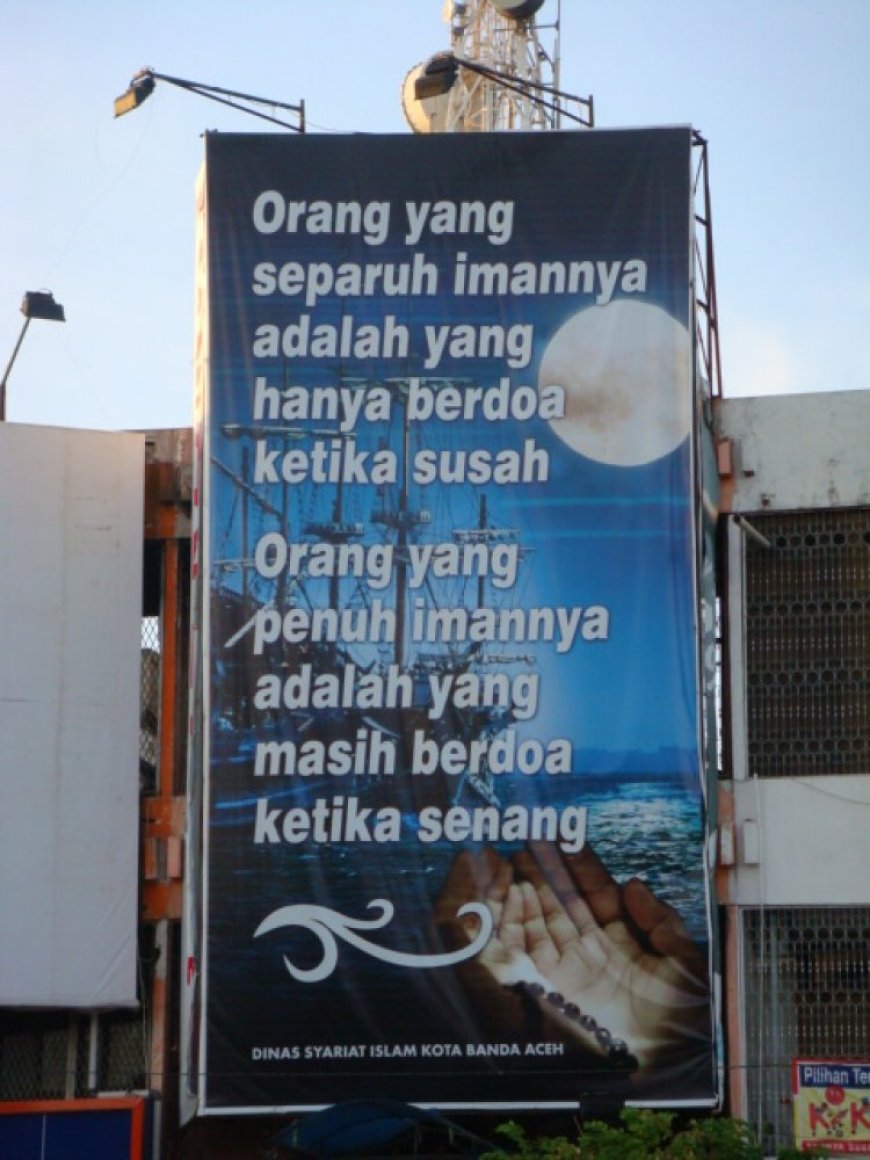 Orang yang
separuh imannya
adalah yang
hanya berdoa
ketika susah
Orang yang
penuh imannya
adalah yang
masih berdoa
ketika senang
DINAS SYARIAT ISLAM KOTA BANDA ACEH
Pilihan